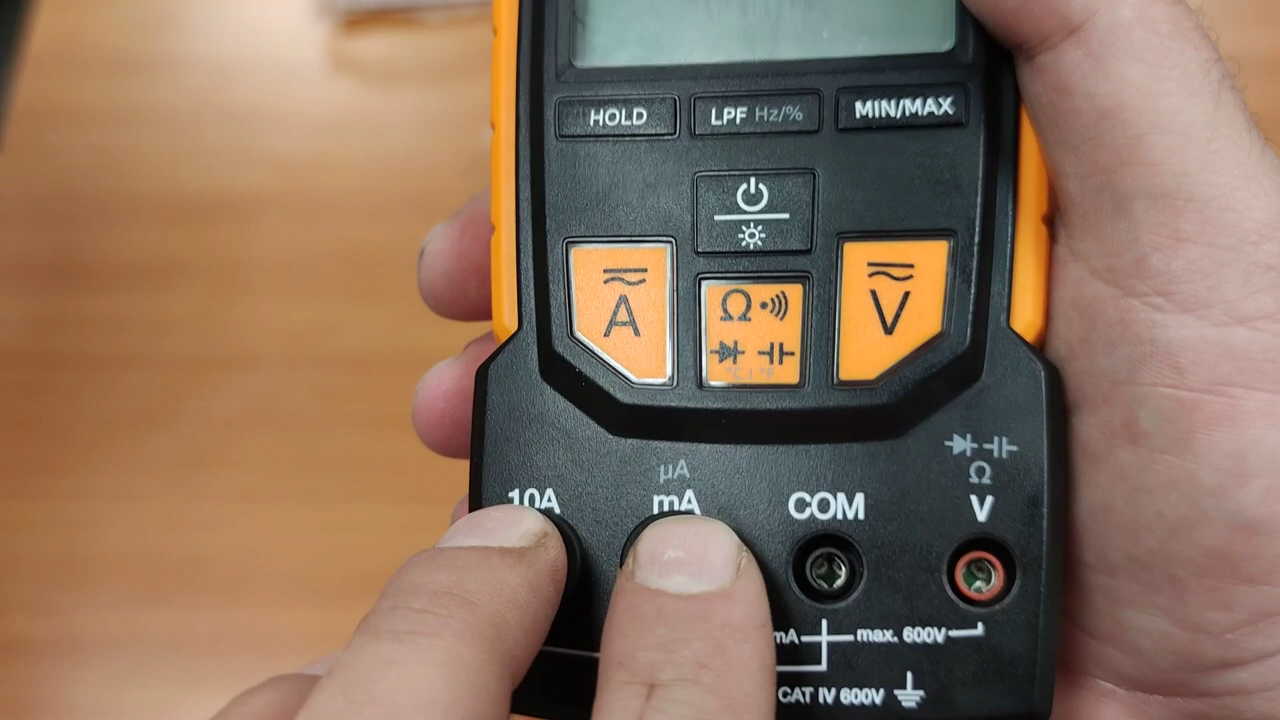 HOLD
LPF Hz/%
MIN/MAX
A
Ω
V
°C | °F
µA
Ω
10A
mA
COM
V
mA
max. 600V
CAT IV 600V